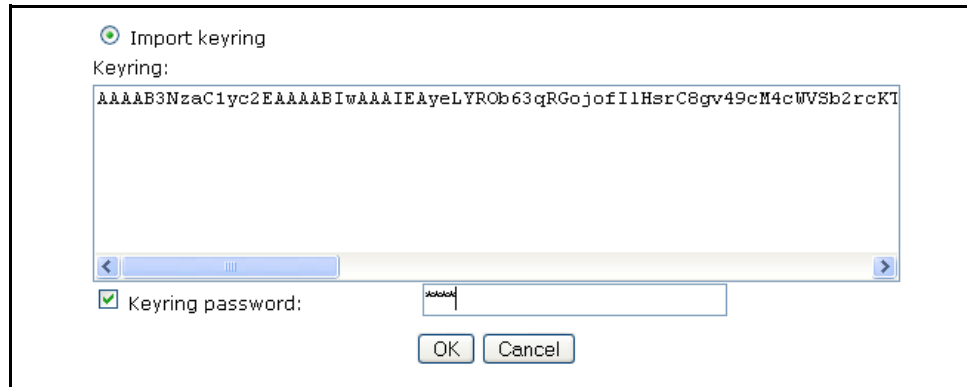 Import keyring
Keyring:
AAAAB3NzaC1yc2EAAAABIwAAAIEAyeLYROb63qRGojofIlHsrC8gv49cM4cWVSb2rcKT
Keyring password:
****
OK Cancel